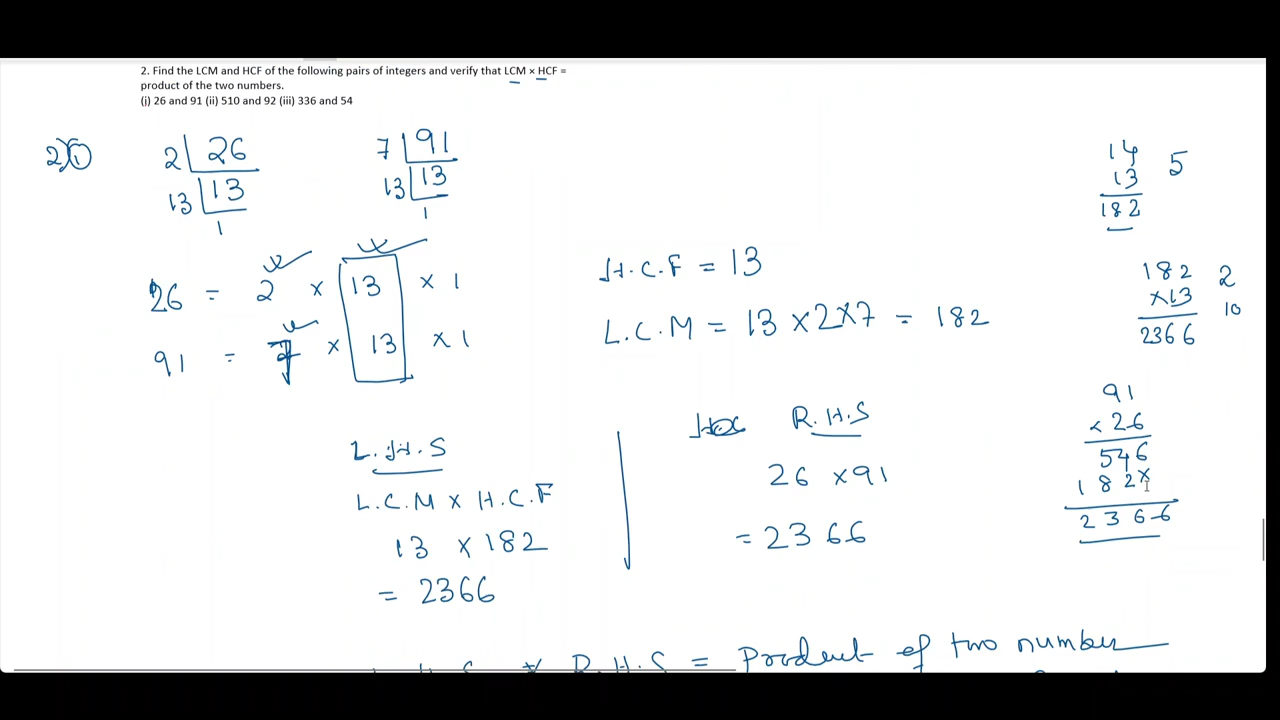 2. Find the LCM and HCF of the following pairs of integers and verify that LCM × HCF =
product of the two numbers.
(i) 26 and 91 (ii) 510 and 92 (iii) 336 and 54
2)(i)
2 | 26
13 | 13
1
7 | 91
13 | 13
1
26 = 2 × 13 × 1
91 = 7 × 13 × 1
H.C.F = 13
L.C.M = 13 × 2 × 7 = 182
L.H.S
L.C.M × H.C.F
13 × 182
= 2366
R.H.S
26 × 91
= 2366
14
13
182
5
182
×13
2366
2
10
91
× 26
546
182×
2366
R.H.S = Product of two number